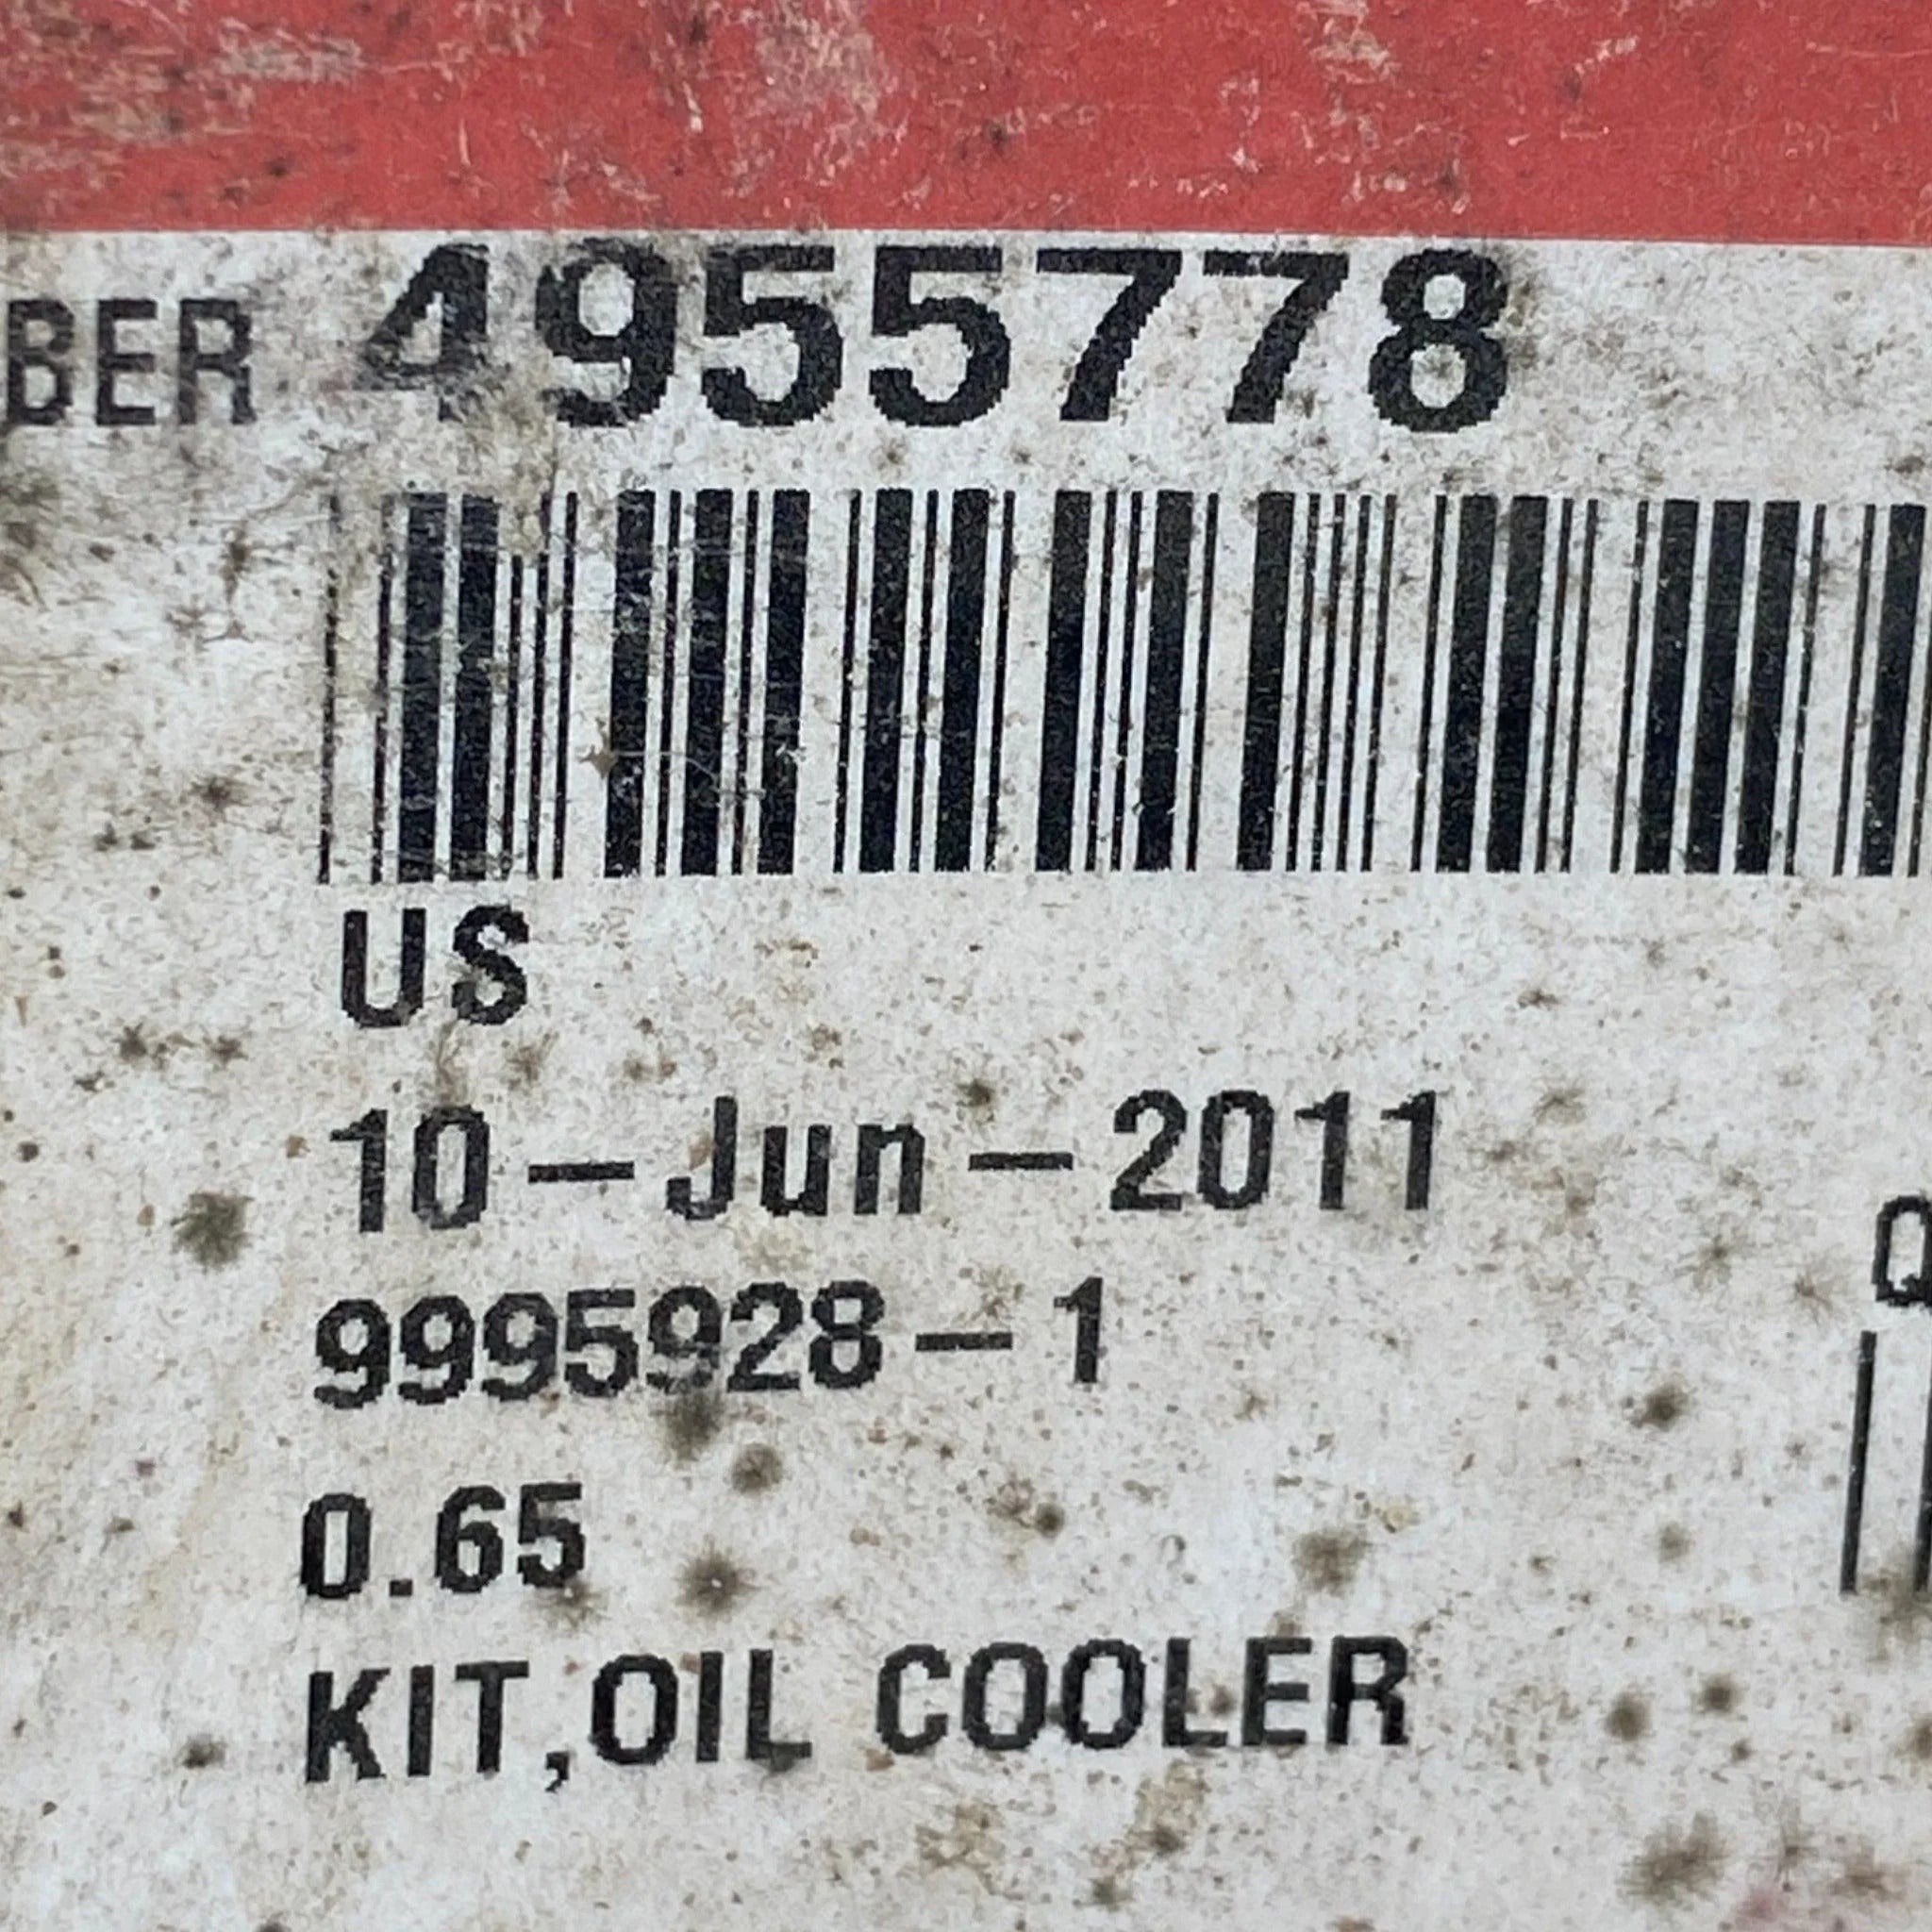 BER 4955778
US
10-Jun-2011
Q
9995928-1
0.65
KIT,OIL COOLER